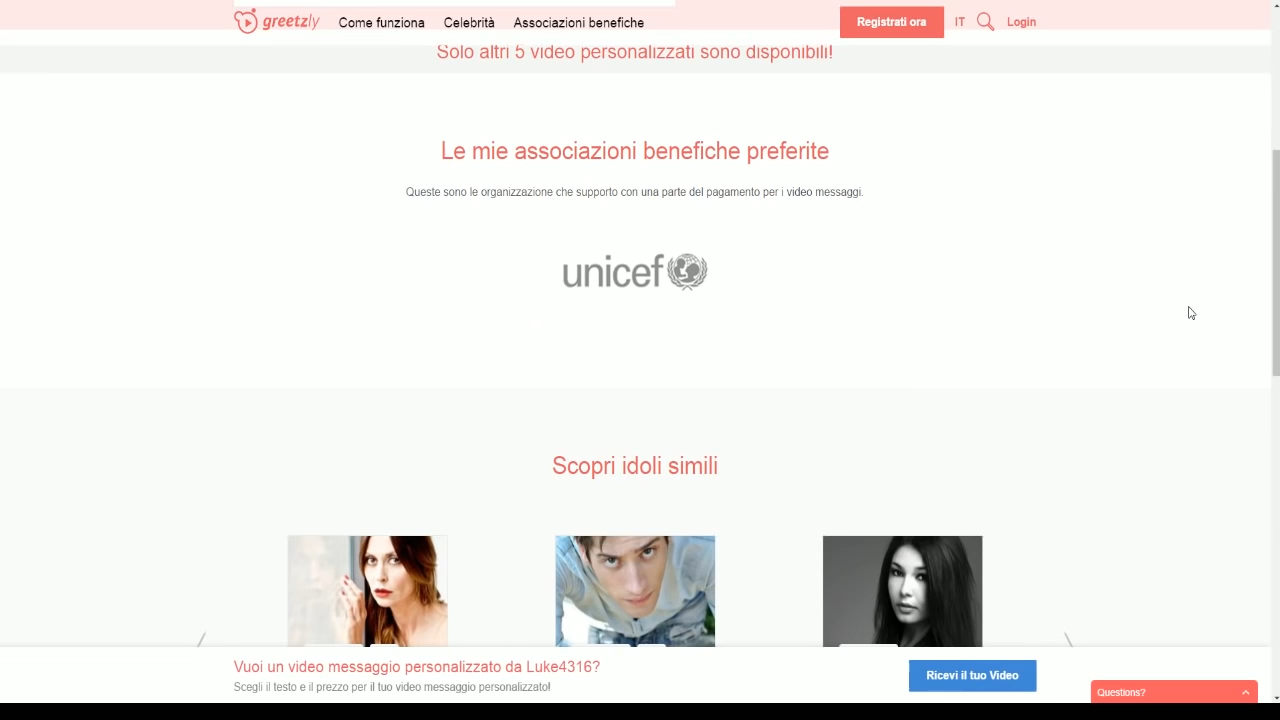 greetzly Come funziona Celebrità Associazioni benefiche Registrati ora IT Login
Solo altri 5 video personalizzati sono disponibili!
Le mie associazioni benefiche preferite
Queste sono le organizzazione che supporto con una parte del pagamento per i video messaggi.
unicef
Scopri idoli simili
Vuoi un video messaggio personalizzato da Luke4316?
Scegli il testo e il prezzo per il tuo video messaggio personalizzato!
Ricevi il tuo Video
Questions?